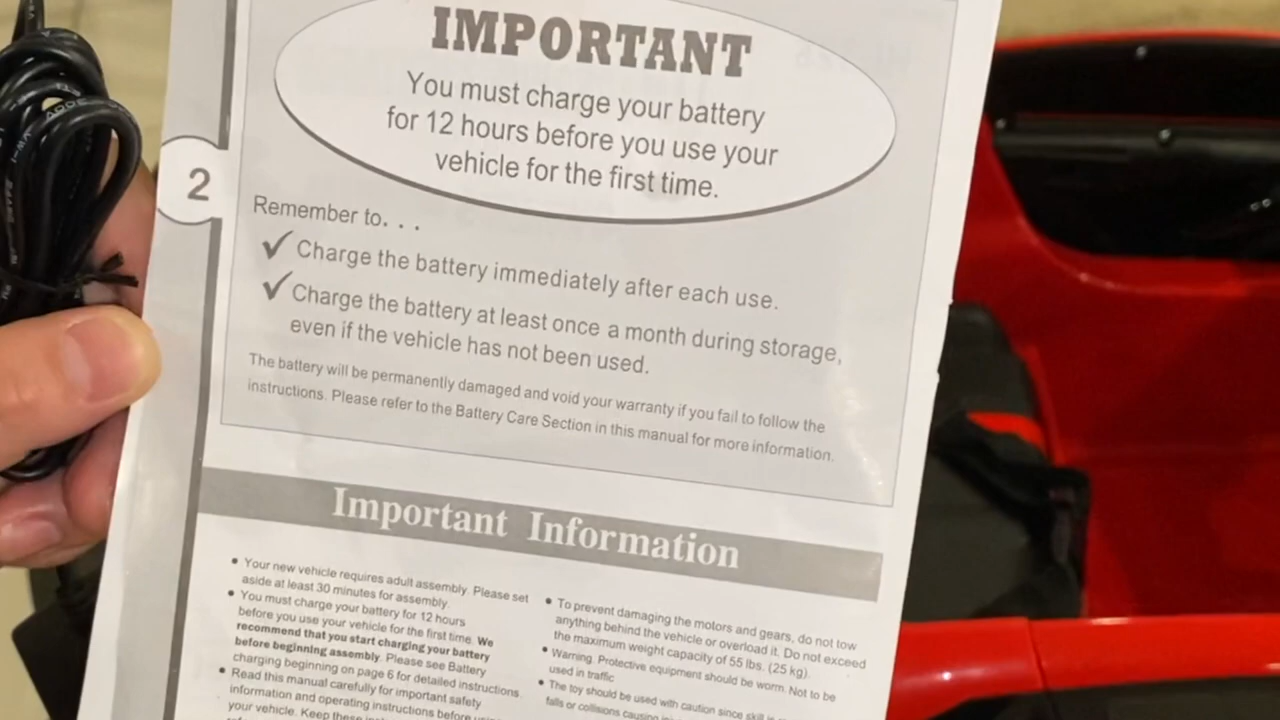 IMPORTANT
You must charge your battery
for 12 hours before you use your
vehicle for the first time.
2
Remember to. . .
✓ Charge the battery immediately after each use.
✓ Charge the battery at least once a month during storage,
even if the vehicle has not been used.
The battery will be permanently damaged and void your warranty if you fail to follow the
instructions. Please refer to the Battery Care Section in this manual for more information.
Important Information
• Your new vehicle requires adult assembly. Please set
aside at least 30 minutes for assembly.
• You must charge your battery for 12 hours
before you use your vehicle for the first time. We
recommend that you start charging your battery
before beginning assembly. Please see Battery
charging beginning on page 6 for detailed instructions.
• Read this manual carefully for important safety
information and operating instructions before
your vehicle. Keep these
• To prevent damaging the motors and gears, do not tow
anything behind the vehicle or overload it. Do not exceed
the maximum weight capacity of 55 lbs. (25 kg).
• Warning. Protective equipment should be worm. Not to be
used in traffic
• The toy should be used with caution since skill is
falls or collisions causing